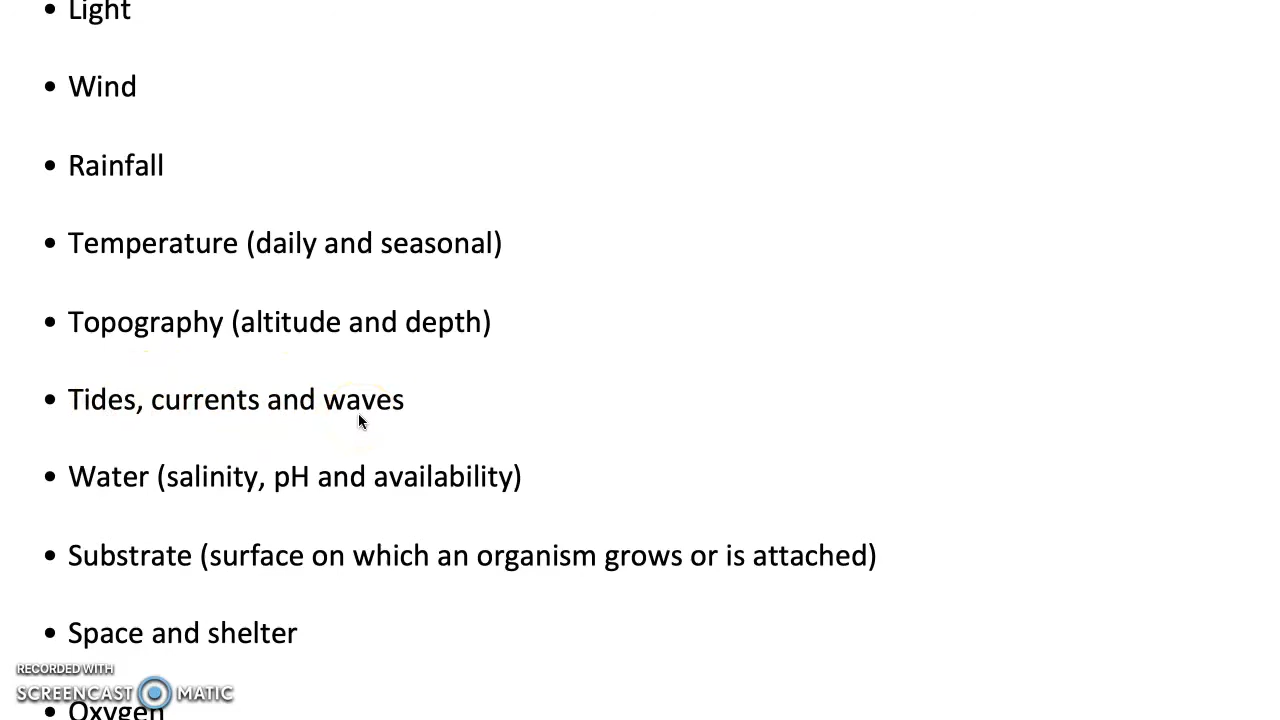 • Light
• Wind
• Rainfall
• Temperature (daily and seasonal)
• Topography (altitude and depth)
• Tides, currents and waves
• Water (salinity, pH and availability)
• Substrate (surface on which an organism grows or is attached)
• Space and shelter
RECORDED WITH
SCREENCAST MATIC
• Oxygen